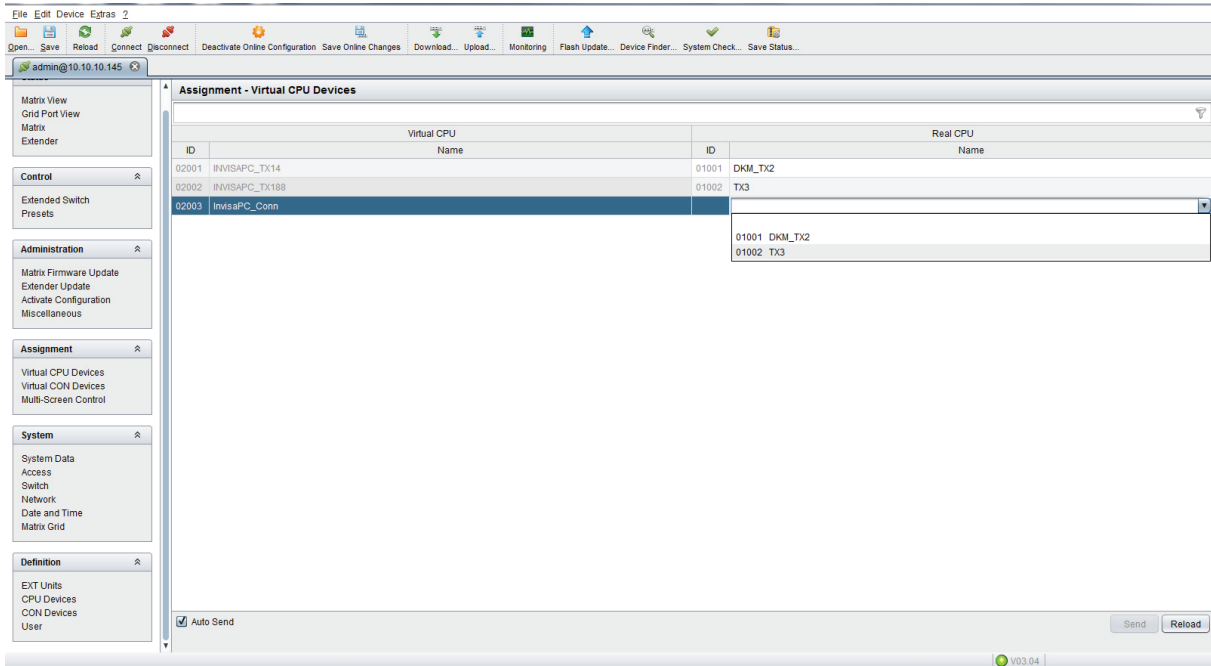 File Edit Device Extras ?
Open... Save Reload Connect Disconnect Deactivate Online Configuration Save Online Changes Download... Upload... Monitoring Flash Update... Device Finder... System Check... Save Status...
admin@10.10.10.145
Status
Matrix View
Grid Port View
Matrix
Extender
Control
Extended Switch
Presets
Administration
Matrix Firmware Update
Extender Update
Activate Configuration
Miscellaneous
Assignment
Virtual CPU Devices
Virtual CON Devices
Multi-Screen Control
System
System Data
Access
Switch
Network
Date and Time
Matrix Grid
Definition
EXT Units
CPU Devices
CON Devices
User
Assignment - Virtual CPU Devices
Virtual CPU Real CPU
ID Name ID Name
02001 INVISAPC_TX14 01001 DKM_TX2
02002 INVISAPC_TX188 01002 TX3
02003 InvisaPC_Conn
01001 DKM_TX2
01002 TX3
Auto Send Send Reload
V03.04